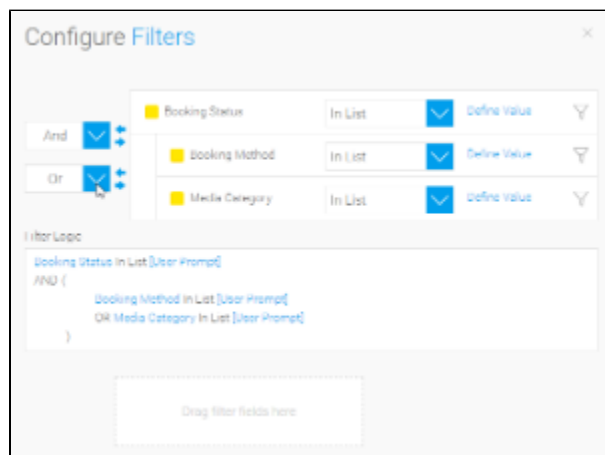 Configure Filters
Booking Status In List Define Value
And
Booking Method In List Define Value
Or
Media Category In List Define Value
Filter Logic
Booking Status In List [User Prompt]
AND (
Booking Method In List [User Prompt]
OR Media Category In List [User Prompt]
)
Drag filter fields here